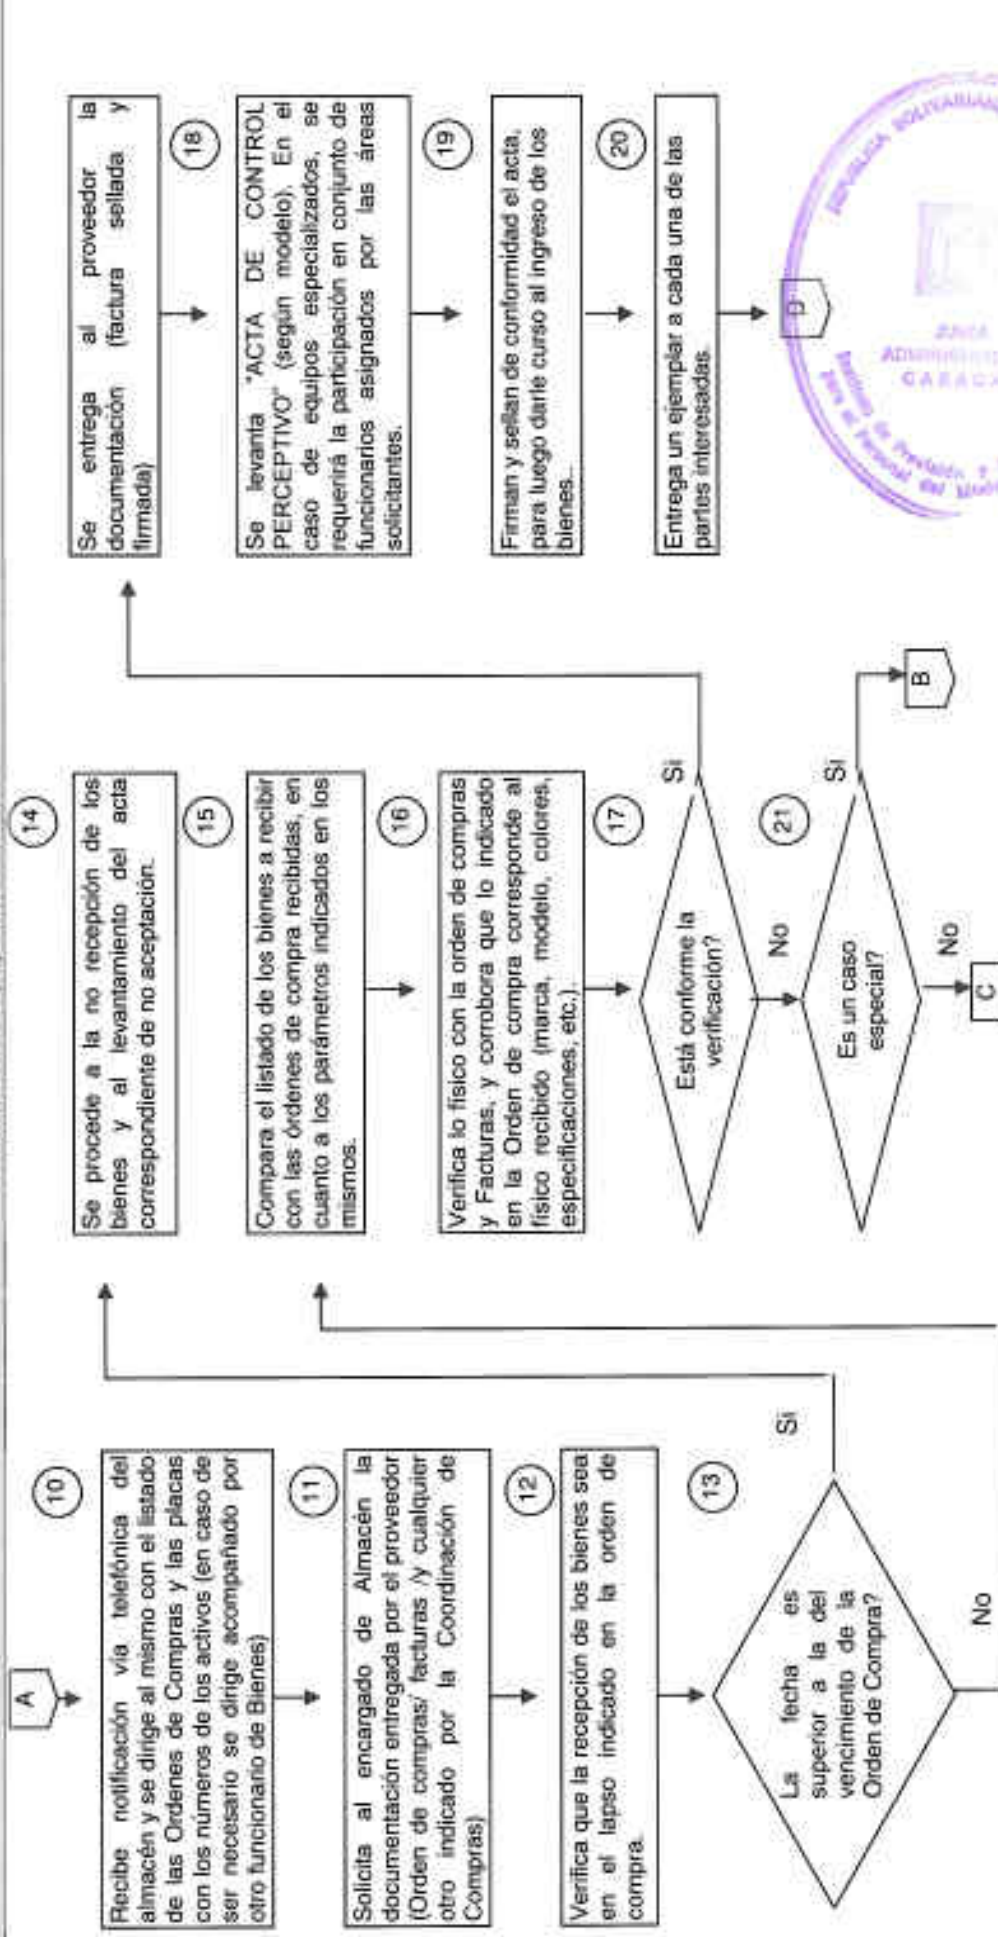 A
10
Recibe notificación vía telefónica del
almacén y se dirige al mismo con el listado
de las Ordenes de Compras y las placas
con los números de los activos (en caso de
ser necesario se dirige acompañado por
otro funcionario de Bienes)
11
Solicita al encargado de Almacén la
documentación entregada por el proveedor
(Orden de compras/ facturas /y cualquier
otro indicado por la Coordinación de
Compras)
12
Verifica que la recepción de los bienes sea
en el lapso indicado en la orden de
compra.
13
La fecha es
superior a la del
vencimiento de la
Orden de Compra?
Si
No
14
Se procede a la no recepción de los
bienes y al levantamiento del acta
correspondiente de no aceptación.
15
Compara el listado de los bienes a recibir
con las órdenes de compra recibidas, en
cuanto a los parámetros indicados en los
mismos.
16
Verifica lo físico con la orden de compras
y Facturas, y corrobora que lo indicado
en la Orden de compra corresponde al
físico recibido (marca, modelo, colores,
especificaciones, etc.)
17
Está conforme la
verificación?
Si
No
21
Es un caso
especial?
Si
No
B
C
Se entrega al proveedor la
documentación (factura sellada y
firmada)
18
Se levanta "ACTA DE CONTROL
PERCEPTIVO" (según modelo). En el
caso de equipos especializados, se
requerirá la participación en conjunto de
funcionarios asignados por las áreas
solicitantes.
19
Firman y sellan de conformidad el acta,
para luego darle curso al ingreso de los
bienes..
20
Entrega un ejemplar a cada una de las
partes interesadas.
D
REPUBLICA BOLIVARIANA
JUNTA
de Previsión
para el Personal del